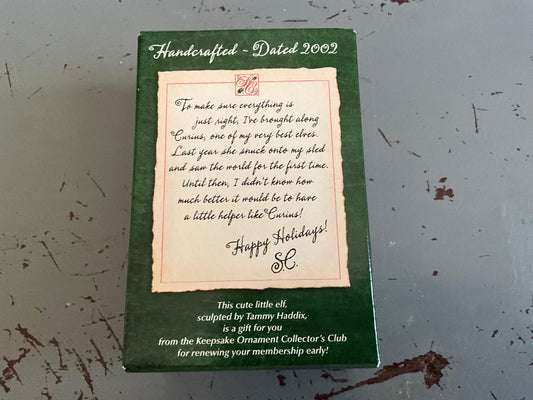 Handcrafted ~ Dated 2002
SC
To make sure everything is
just right, I've brought along
Curius, one of my very best elves.
Last year she snuck onto my sled
and saw the world for the first time.
Until then, I didn't know how
much better it would be to have
a little helper like Curius!
Happy Holidays!
S.C.
This cute little elf,
sculpted by Tammy Haddix,
is a gift for you
from the Keepsake Ornament Collector's Club
for renewing your membership early!